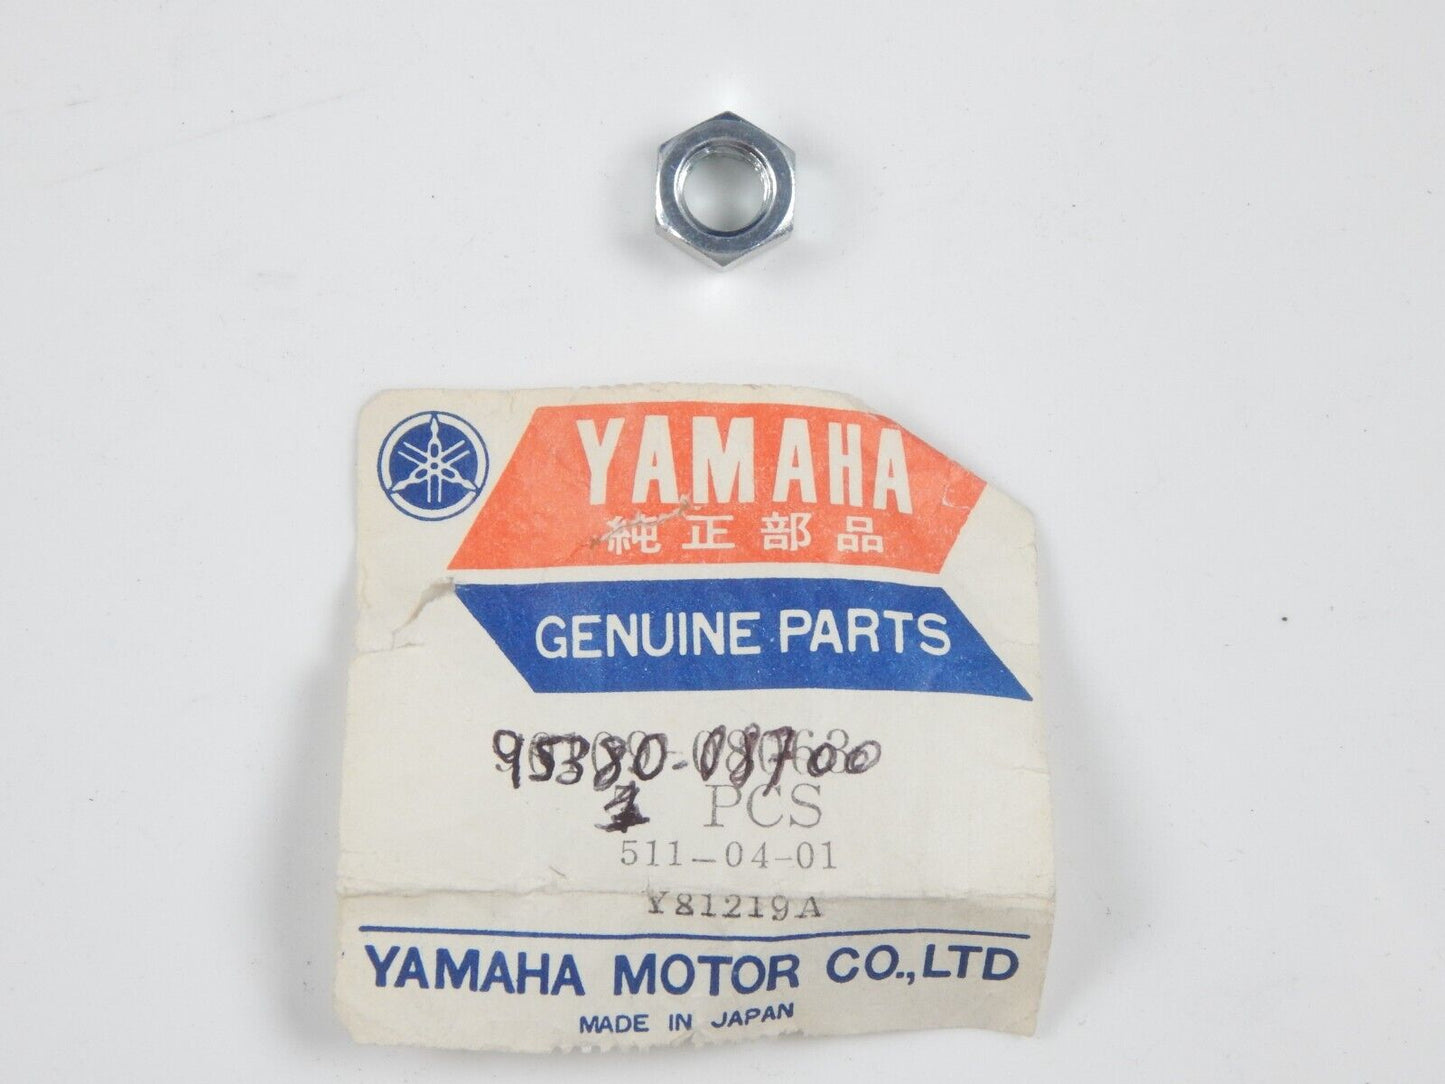 YAMAHA
純正部品
GENUINE PARTS
95380-08700
1 PCS
511-04-01
Y81219A
YAMAHA MOTOR CO.,LTD
MADE IN JAPAN